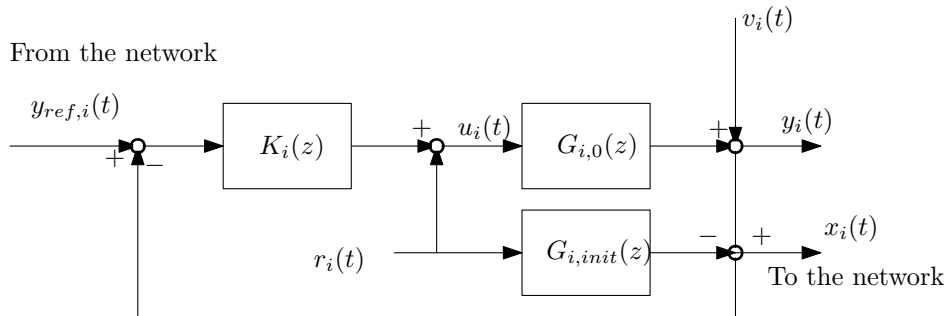 v_i(t)
From the network
y_{ref,i}(t)
+
−
K_i(z)
+
u_i(t)
G_{i,0}(z)
+
y_i(t)
r_i(t)
G_{i,init}(z)
−
+
x_i(t)
To the network